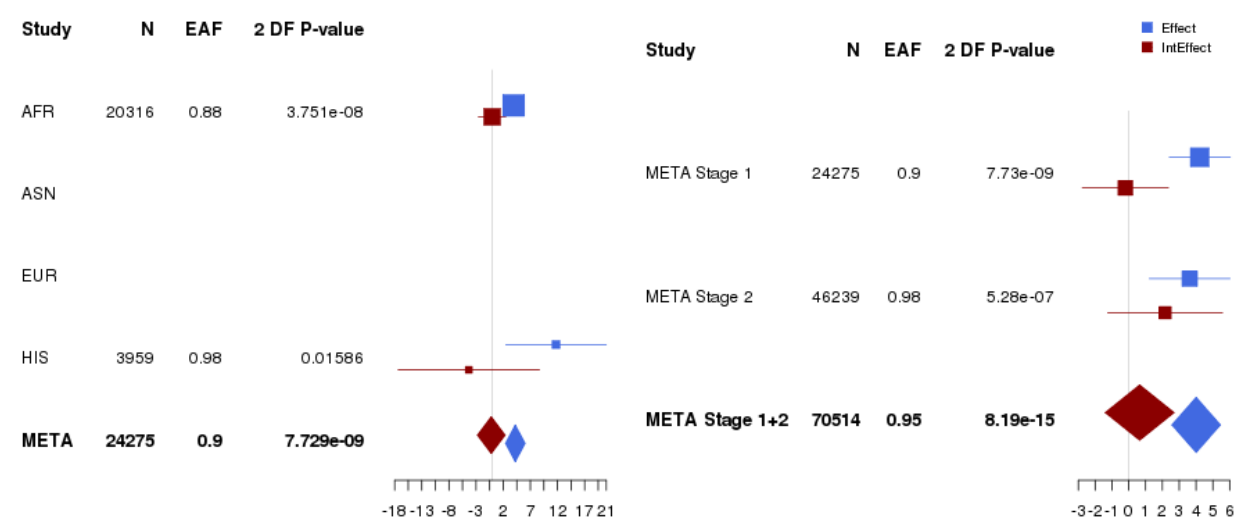 Study N EAF 2 DF P-value
AFR 20316 0.88 3.751e-08
ASN
EUR
HIS 3959 0.98 0.01586
META 24275 0.9 7.729e-09
-18 -13 -8 -3 2 7 12 17 21
Effect
IntEffect
Study N EAF 2 DF P-value
META Stage 1 24275 0.9 7.73e-09
META Stage 2 46239 0.98 5.28e-07
META Stage 1+2 70514 0.95 8.19e-15
-3 -2 -1 0 1 2 3 4 5 6